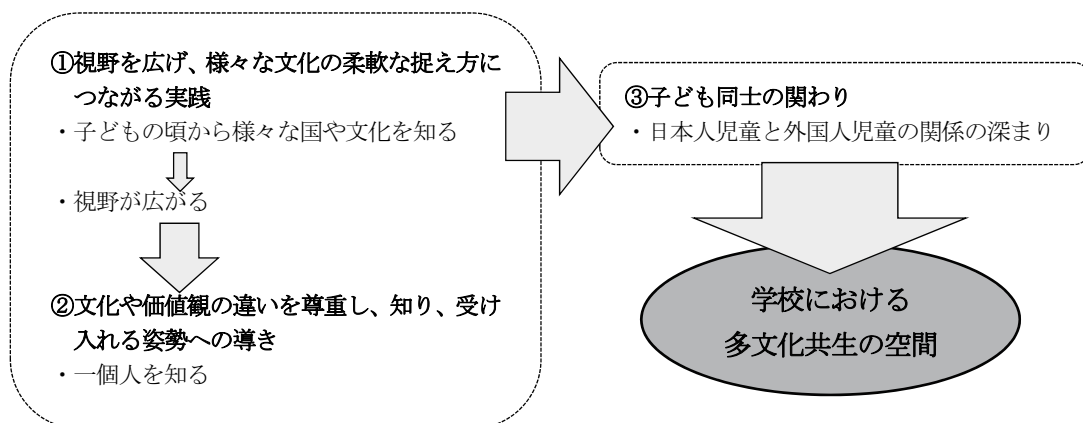 ①視野を広げ、様々な文化の柔軟な捉え方に
つながる実践
・子どもの頃から様々な国や文化を知る
・視野が広がる
②文化や価値観の違いを尊重し、知り、受け
入れる姿勢への導き
・一個人を知る
③子ども同士の関わり
・日本人児童と外国人児童の関係の深まり
学校における
多文化共生の空間